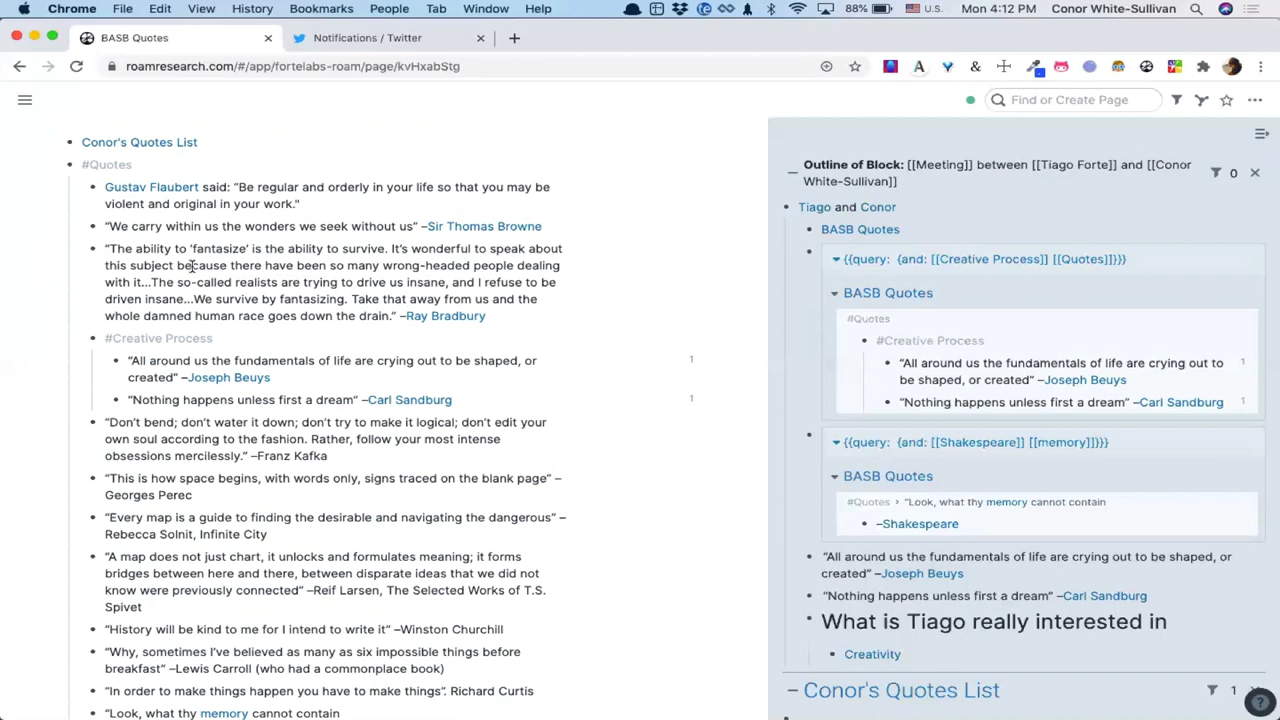 Chrome File Edit View History Bookmarks People Tab Window Help 88% U.S. Mon 4:12 PM Conor White-Sullivan
BASB Quotes
Notifications / Twitter
roamresearch.com/#/app/fortelabs-roam/page/kvHxabStg
Find or Create Page
Conor's Quotes List
#Quotes
Gustav Flaubert said: “Be regular and orderly in your life so that you may be
violent and original in your work.”
“We carry within us the wonders we seek without us” –Sir Thomas Browne
“The ability to ‘fantasize’ is the ability to survive. It’s wonderful to speak about
this subject because there have been so many wrong-headed people dealing
with it...The so-called realists are trying to drive us insane, and I refuse to be
driven insane...We survive by fantasizing. Take that away from us and the
whole damned human race goes down the drain.” –Ray Bradbury
#Creative Process
“All around us the fundamentals of life are crying out to be shaped, or
created” –Joseph Beuys
1
“Nothing happens unless first a dream” –Carl Sandburg
1
“Don’t bend; don’t water it down; don’t try to make it logical; don’t edit your
own soul according to the fashion. Rather, follow your most intense
obsessions mercilessly.” –Franz Kafka
“This is how space begins, with words only, signs traced on the blank page” –
Georges Perec
“Every map is a guide to finding the desirable and navigating the dangerous” –
Rebecca Solnit, Infinite City
“A map does not just chart, it unlocks and formulates meaning; it forms
bridges between here and there, between disparate ideas that we did not
know were previously connected” –Reif Larsen, The Selected Works of T.S.
Spivet
“History will be kind to me for I intend to write it” –Winston Churchill
“Why, sometimes I’ve believed as many as six impossible things before
breakfast” –Lewis Carroll (who had a commonplace book)
“In order to make things happen you have to make things”. Richard Curtis
“Look, what thy memory cannot contain
Outline of Block: [[Meeting]] between [[Tiago Forte]] and [[Conor
White-Sullivan]]
0
Tiago and Conor
BASB Quotes
{{query: {and: [[Creative Process]] [[Quotes]]}}}
BASB Quotes
#Quotes
#Creative Process
“All around us the fundamentals of life are crying out to
be shaped, or created” –Joseph Beuys
1
“Nothing happens unless first a dream” –Carl Sandburg
1
{{query: {and: [[Shakespeare]] [[memory]]}}}
BASB Quotes
#Quotes › “Look, what thy memory cannot contain
–Shakespeare
“All around us the fundamentals of life are crying out to be shaped, or
created” –Joseph Beuys
“Nothing happens unless first a dream” –Carl Sandburg
What is Tiago really interested in
Creativity
Conor's Quotes List
1